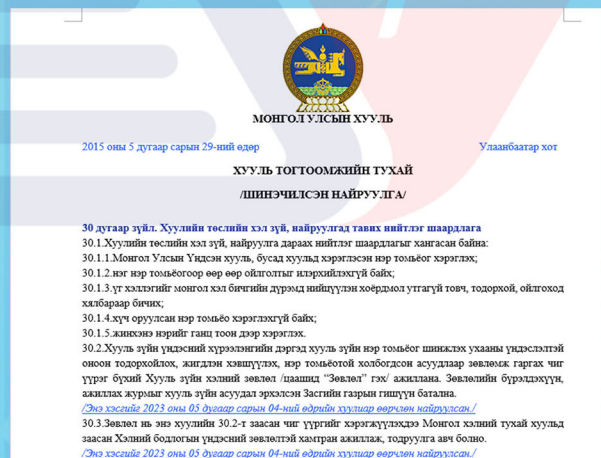 МОНГОЛ УЛСЫН ХУУЛЬ
2015 оны 5 дугаар сарын 29-ний өдөр Улаанбаатар хот
ХУУЛЬ ТОГТООМЖИЙН ТУХАЙ
/ШИНЭЧИЛСЭН НАЙРУУЛГА/
30 дугаар зүйл. Хуулийн төслийн хэл зүй, найруулгад тавих нийтлэг шаардлага
30.1.Хуулийн төслийн хэл зүй, найруулга дараах нийтлэг шаардлагыг хангасан байна:
30.1.1.Монгол Улсын Үндсэн хууль, бусад хуульд хэрэглэсэн нэр томьёог хэрэглэх;
30.1.2.нэг нэр томьёогоор өөр өөр ойлголтыг илэрхийлэхгүй байх;
30.1.3.үг хэллэгийг монгол хэл бичгийн дүрэмд нийцүүлэн хоёрдмол утгагүй товч, тодорхой, ойлгоход
хялбараар бичих;
30.1.4.хүч оруулсан нэр томьёо хэрэглэхгүй байх;
30.1.5.жинхэнэ нэрийг ганц тоон дээр хэрэглэх.
30.2.Хууль зүйн үндэсний хүрээлэнгийн дэргэд хууль зүйн нэр томьёог шинжлэх ухааны үндэслэлтэй
оноон тодорхойлох, жигдлэн хэвшүүлэх, нэр томьёотой холбогдсон асуудлаар зөвлөмж гаргах чиг
үүрэг бүхий Хууль зүйн хэлний зөвлөл /цаашид “Зөвлөл” гэх/ ажиллана. Зөвлөлийн бүрэлдэхүүн,
ажиллах журмыг хууль зүйн асуудал эрхэлсэн Засгийн газрын гишүүн батална.
/Энэ хэсгийг 2023 оны 05 дугаар сарын 04-ний өдрийн хуулиар өөрчлөн найруулсан./
30.3.Зөвлөл нь энэ хуулийн 30.2-т заасан чиг үүргийг хэрэгжүүлэхдээ Монгол хэлний тухай хуульд
заасан Хэлний бодлогын үндэсний зөвлөлтэй хамтран ажиллаж, тодруулга авч болно.
/Энэ хэсгийг 2023 оны 05 дугаар сарын 04-ний өдрийн хуулиар өөрчлөн найруулсан./